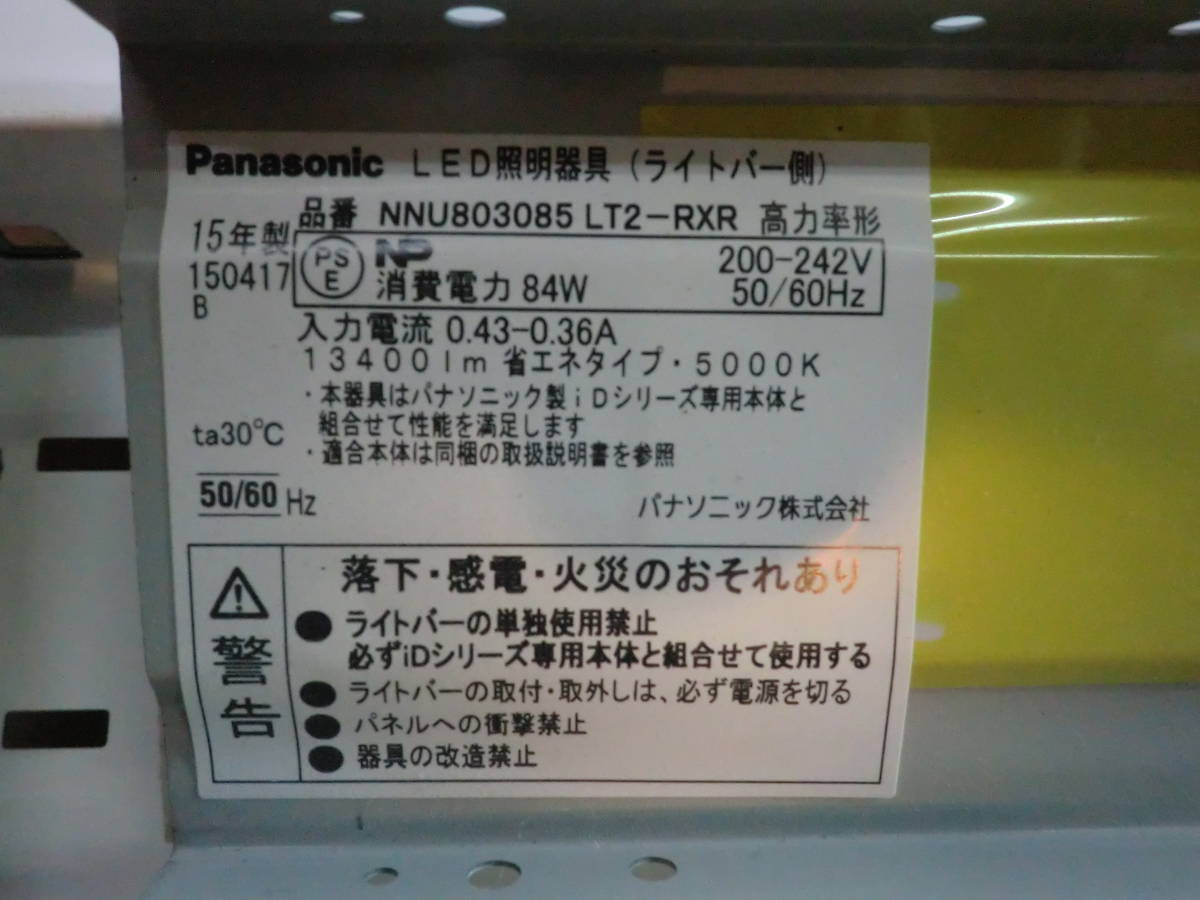 Panasonic LED照明器具(ライトバー側)
品番 NNU803085 LT2-RXR 高力率形
15年製
150417
B
PS
E
NP
200-242V
消費電力 84W
50/60Hz
入力電流 0.43-0.36A
13400lm 省エネタイプ・5000K
・本器具はパナソニック製iDシリーズ専用本体と
組合せて性能を満足します
・適合本体は同梱の取扱説明書を参照
ta30℃
50/60 Hz
パナソニック株式会社
警告
落下・感電・火災のおそれあり
●ライトバーの単独使用禁止
必ずiDシリーズ専用本体と組合せて使用する
●ライトバーの取付・取外しは、必ず電源を切る
●パネルへの衝撃禁止
●器具の改造禁止